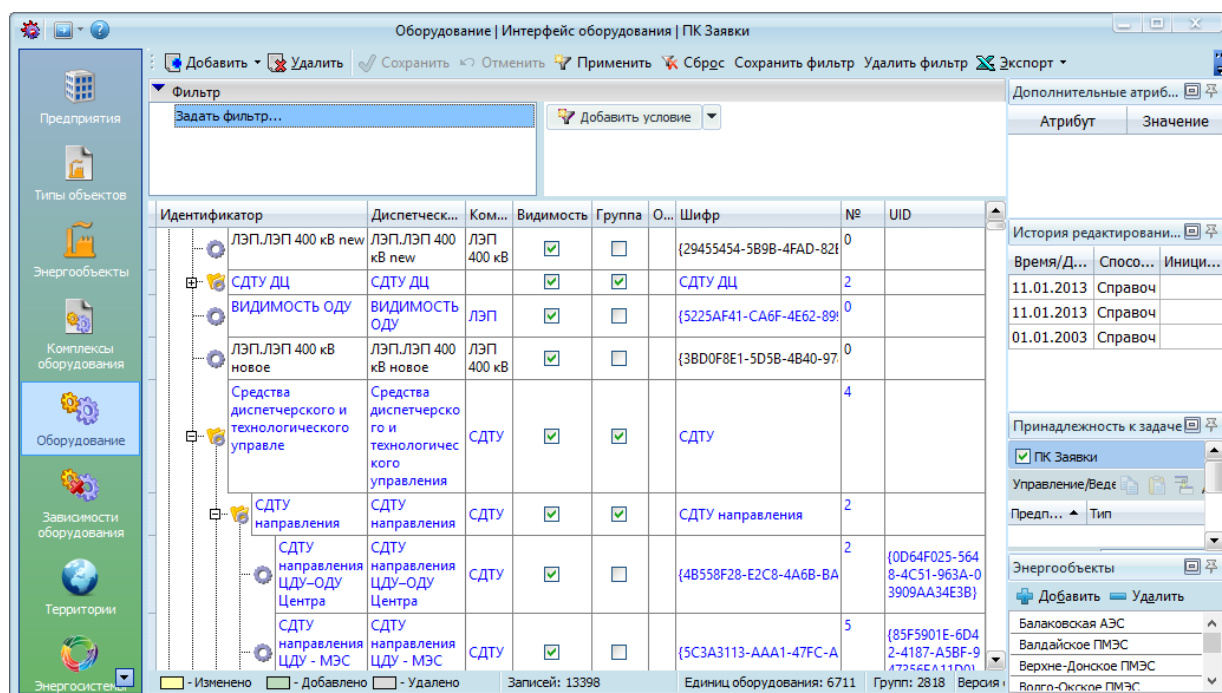 Оборудование | Интерфейс оборудования | ПК Заявки
Добавить Удалить Сохранить Отменить Применить Сброс Сохранить фильтр Удалить фильтр Экспорт
Предприятия
Типы объектов
Энергообъекты
Комплексы
оборудования
Оборудование
Зависимости
оборудования
Территории
Фильтр
Задать фильтр...
Добавить условие
Идентификатор Диспетческ... Ком... Видимость Группа О... Шифр № UID
ЛЭП.ЛЭП 400 кВ new ЛЭП.ЛЭП 400 ЛЭП 0
кВ new 400 кВ {29455454-5B9B-4FAD-82
СДТУ ДЦ СДТУ ДЦ СДТУ ДЦ 2
ВИДИМОСТЬ ОДУ ВИДИМОСТЬ ЛЭП {5225AF41-CA6F-4E62-89 0
ОДУ
ЛЭП.ЛЭП 400 кВ ЛЭП.ЛЭП 400 ЛЭП {3BD0F8E1-5D5B-4B40-97 0
новое кВ новое 400 кВ
Средства Средства 4
диспетчерского и диспетчерско
технологического го и
управле технологичес СДТУ СДТУ
кого
управления
СДТУ СДТУ СДТУ СДТУ направления 2
направления направления
СДТУ СДТУ 2
направления направления СДТУ {4B558F28-E2C8-4A6B-BA {0D64F025-564
ЦДУ–ОДУ ЦДУ–ОДУ 8-4C51-963A-0
Центра Центра 3909AA34E3B}
СДТУ СДТУ 5
направления направления СДТУ {5C3A3113-AAA1-47FC-A {85F5901E-6D4
ЦДУ - МЭС ЦДУ - МЭС 2-4187-A5BF-9
- Изменено - Добавлено - Удалено Записей: 13398 Единиц оборудования: 6711 Групп: 2818 Версия
Дополнительные атриб...
Атрибут Значение
История редактировани...
Время/Д... Спосо... Иници...
11.01.2013 Справоч
11.01.2013 Справоч
01.01.2003 Справоч
Принадлежность к задаче
ПК Заявки
Управление/Веде
Предп... Тип
Энергообъекты
Добавить Удалить
Балаковская АЭС
Валдайское ПМЭС
Верхне-Донское ПМЭС
Волго-Окское ПМЭС